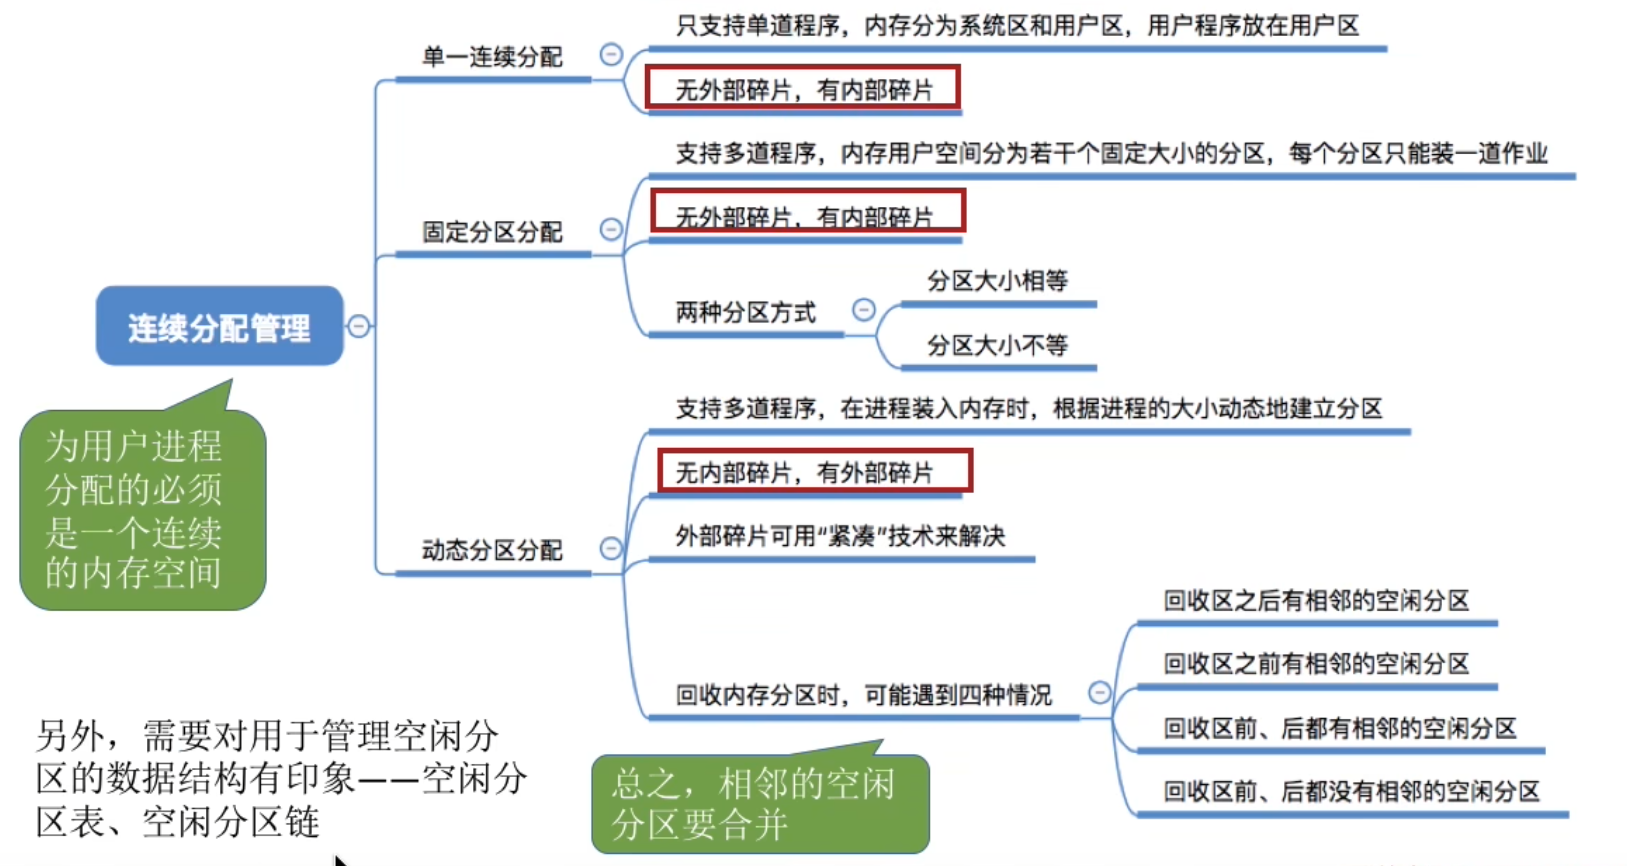 只支持单道程序，内存分为系统区和用户区，用户程序放在用户区
单一连续分配
无外部碎片，有内部碎片
支持多道程序，内存用户空间分为若干个固定大小的分区，每个分区只能装一道作业
无外部碎片，有内部碎片
固定分区分配
分区大小相等
两种分区方式
分区大小不等
连续分配管理
为用户进程
分配的必须
是一个连续
的内存空间
支持多道程序，在进程装入内存时，根据进程的大小动态地建立分区
无内部碎片，有外部碎片
外部碎片可用“紧凑”技术来解决
动态分区分配
回收区之后有相邻的空闲分区
回收区之前有相邻的空闲分区
回收内存分区时，可能遇到四种情况
回收区前、后都有相邻的空闲分区
回收区前、后都没有相邻的空闲分区
总之，相邻的空闲
分区要合并
另外，需要对用于管理空闲分
区的数据结构有印象——空闲分
区表、空闲分区链